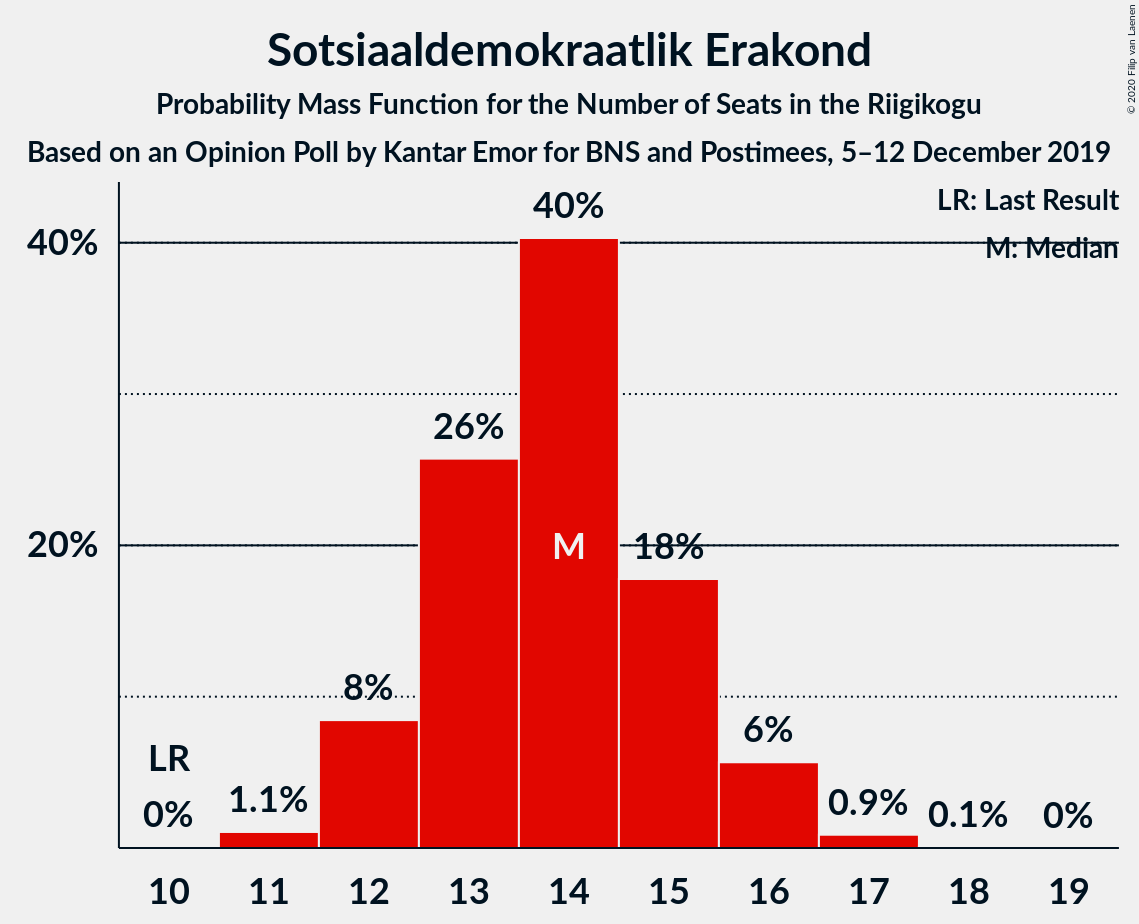 Sotsiaaldemokraatlik Erakond
Probability Mass Function for the Number of Seats in the Riigikogu
Based on an Opinion Poll by Kantar Emor for BNS and Postimees, 5–12 December 2019
© 2020 Filip van Laenen
LR: Last Result
M: Median
40%
20%
LR
0%
1.1%
8%
26%
40%
M
18%
6%
0.9%
0.1%
0%
10 11 12 13 14 15 16 17 18 19